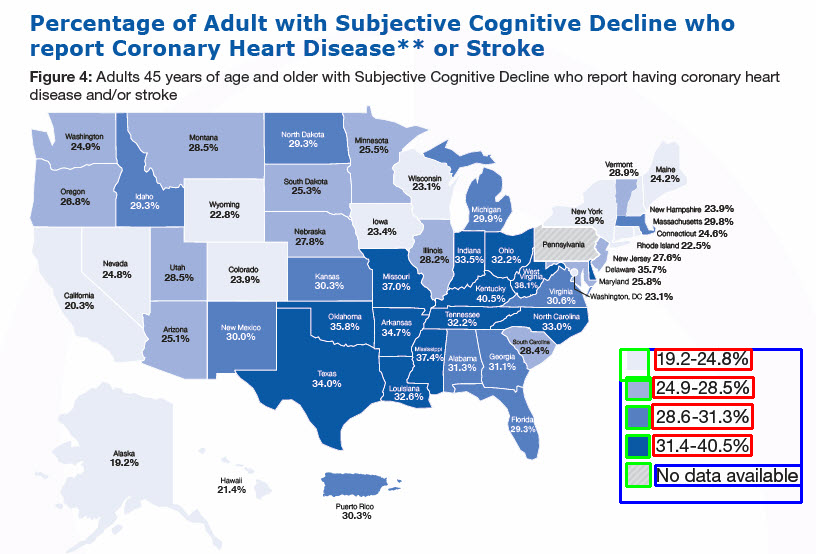 Percentage of Adult with Subjective Cognitive Decline who
report Coronary Heart Disease** or Stroke
Figure 4: Adults 45 years of age and older with Subjective Cognitive Decline who report having coronary heart
disease and/or stroke
Washington
24.9%
Montana
28.5%
North Dakota
29.3%
Minnesota
25.5%
Vermont
28.9%
Maine
24.2%
Oregon
26.8%
Idaho
29.3%
Wyoming
22.8%
South Dakota
25.3%
Wisconsin
23.1%
Michigan
29.9%
New York
23.9%
New Hampshire 23.9%
Massachusetts 29.8%
Connecticut 24.6%
Rhode Island 22.5%
New Jersey 27.6%
Delaware 35.7%
Maryland 25.8%
Washington, DC 23.1%
Nebraska
27.8%
Iowa
23.4%
Illinois
28.2%
Indiana
33.5%
Ohio
32.2%
Pennsylvania
Nevada
24.8%
Utah
28.5%
Colorado
23.9%
Kansas
30.3%
Missouri
37.0%
Kentucky
40.5%
West
Virginia
38.1%
Virginia
30.6%
California
20.3%
Arizona
25.1%
New Mexico
30.0%
Oklahoma
35.8%
Arkansas
34.7%
Tennessee
32.2%
North Carolina
33.0%
South Carolina
28.4%
Texas
34.0%
Louisiana
32.6%
Mississippi
37.4%
Alabama
31.3%
Georgia
31.1%
Florida
29.3%
Alaska
19.2%
Hawaii
21.4%
Puerto Rico
30.3%
19.2-24.8%
24.9-28.5%
28.6-31.3%
31.4-40.5%
No data available